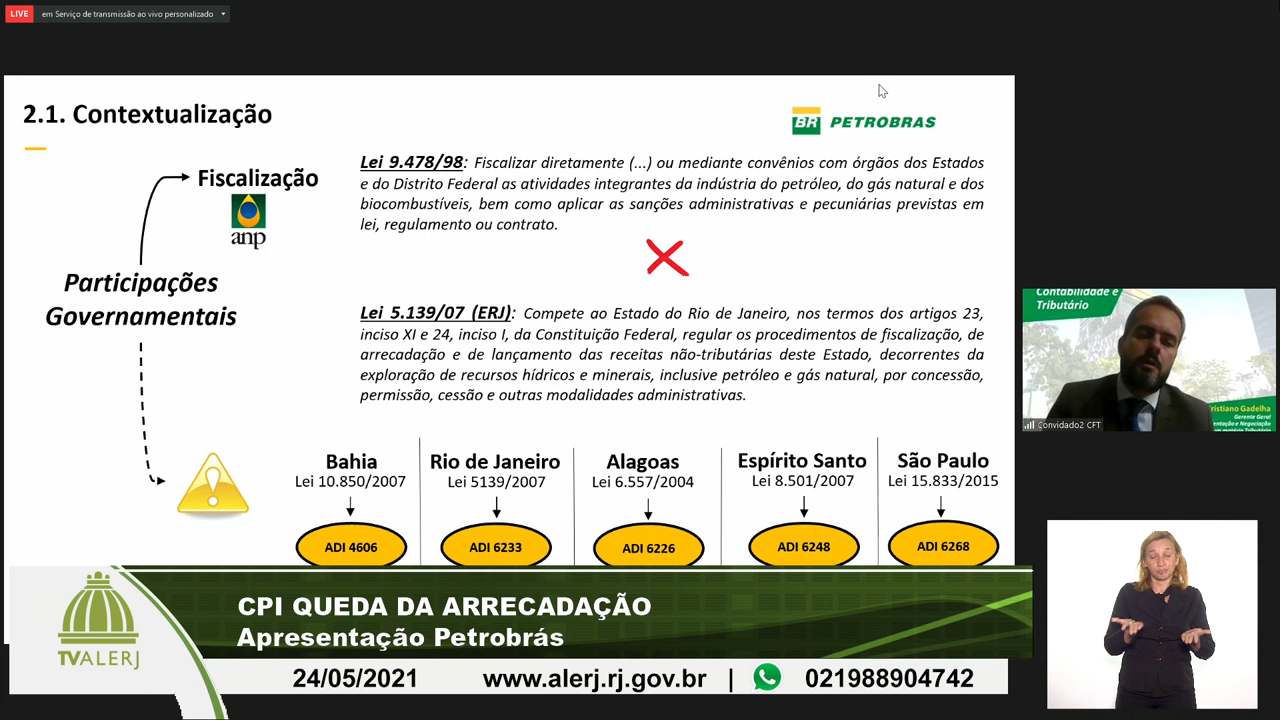 LIVE em Serviço de transmissão ao vivo personalizado
2.1. Contextualização
BR PETROBRAS
Fiscalização
anp
Participações
Governamentais
Lei 9.478/98: Fiscalizar diretamente (...) ou mediante convênios com órgãos dos Estados
e do Distrito Federal as atividades integrantes da indústria do petróleo, do gás natural e dos
biocombustíveis, bem como aplicar as sanções administrativas e pecuniárias previstas em
lei, regulamento ou contrato.
Lei 5.139/07 (ERJ): Compete ao Estado do Rio de Janeiro, nos termos dos artigos 23,
inciso XI e 24, inciso I, da Constituição Federal, regular os procedimentos de fiscalização, de
arrecadação e de lançamento das receitas não-tributárias deste Estado, decorrentes da
exploração de recursos hídricos e minerais, inclusive petróleo e gás natural, por concessão,
permissão, cessão e outras modalidades administrativas.
Bahia
Lei 10.850/2007
ADI 4606
Rio de Janeiro
Lei 5139/2007
ADI 6233
Alagoas
Lei 6.557/2004
ADI 6226
Espírito Santo
Lei 8.501/2007
ADI 6248
São Paulo
Lei 15.833/2015
ADI 6268
Contabilidade e
Tributário
ristiano Gadelha
Gerente Geral
entação e Negociação
em matéria Tributária
Convidado2 CFT
TVALERJ
CPI QUEDA DA ARRECADAÇÃO
Apresentação Petrobrás
24/05/2021 www.alerj.rj.gov.br | 021988904742